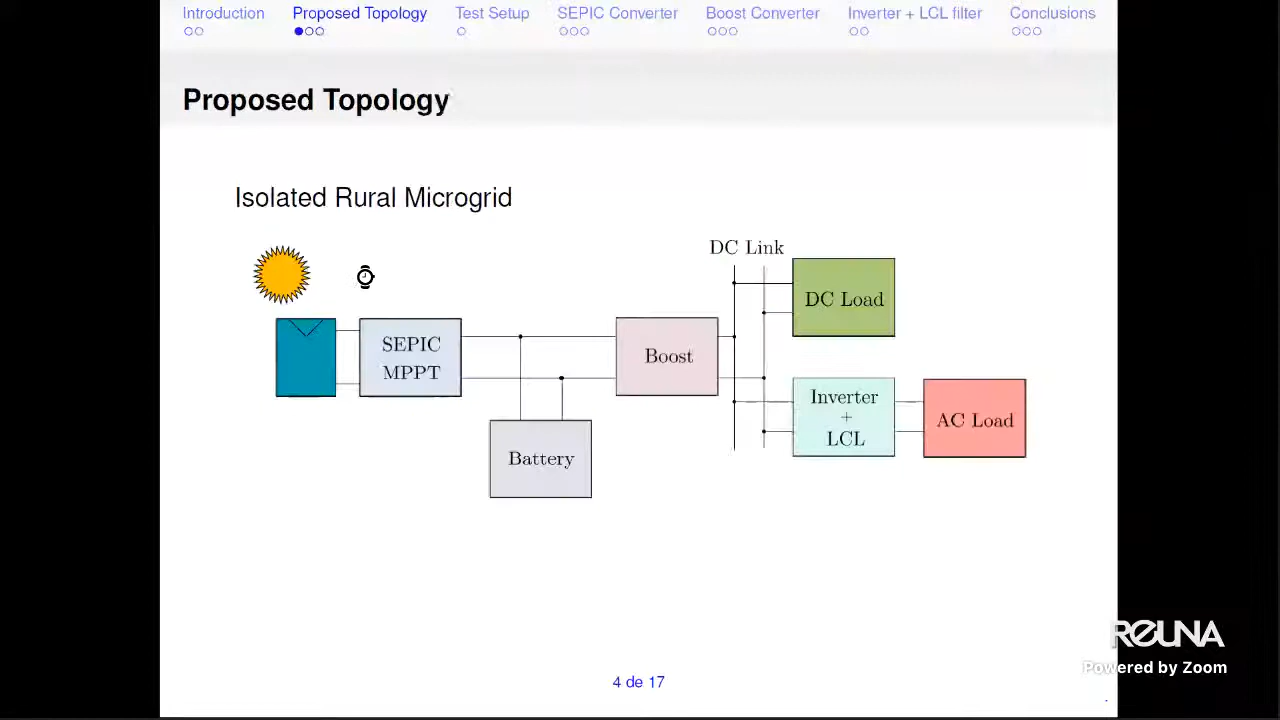 Introduction Proposed Topology Test Setup SEPIC Converter Boost Converter Inverter + LCL filter Conclusions
Proposed Topology
Isolated Rural Microgrid
DC Link
DC Load
SEPIC
MPPT
Boost
Inverter
+
LCL
AC Load
Battery
REUNA
Powered by Zoom
4 de 17